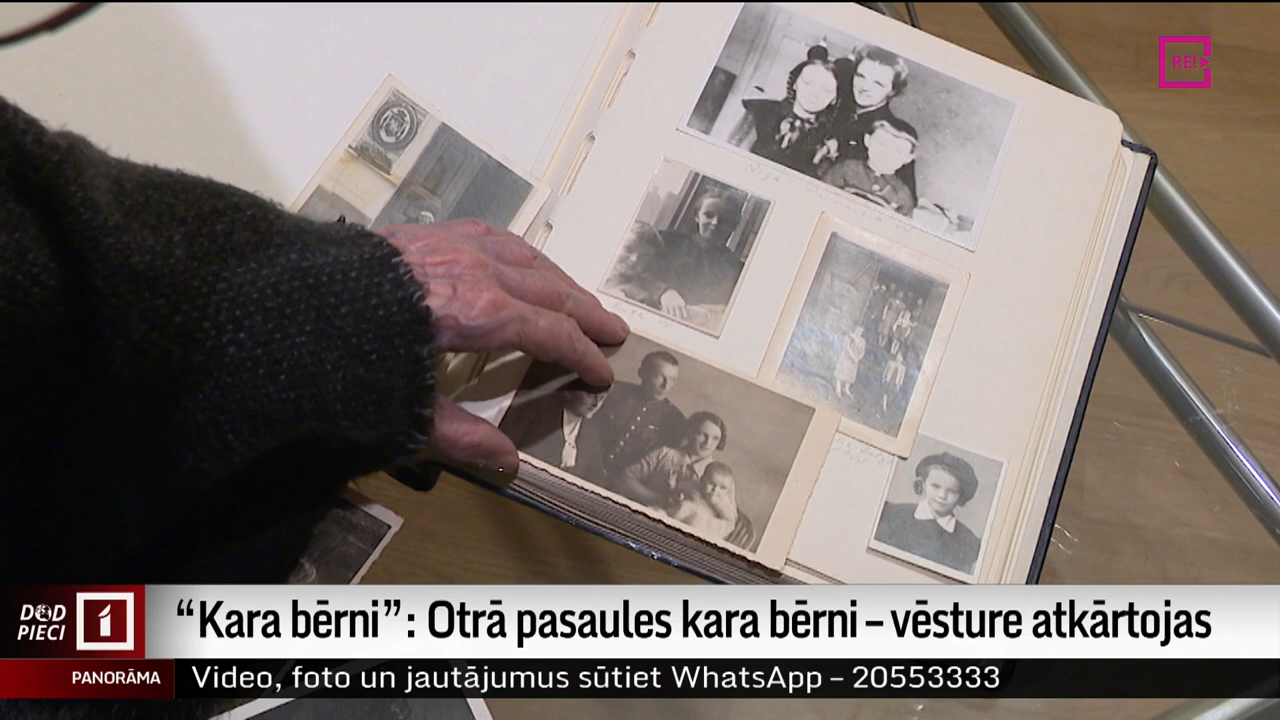 RE!
“Kara bērni”: Otrā pasaules kara bērni – vēsture atkārtojas
DOD
PIECI
1
PANORĀMA
Video, foto un jautājumus sūtiet WhatsApp – 20553333